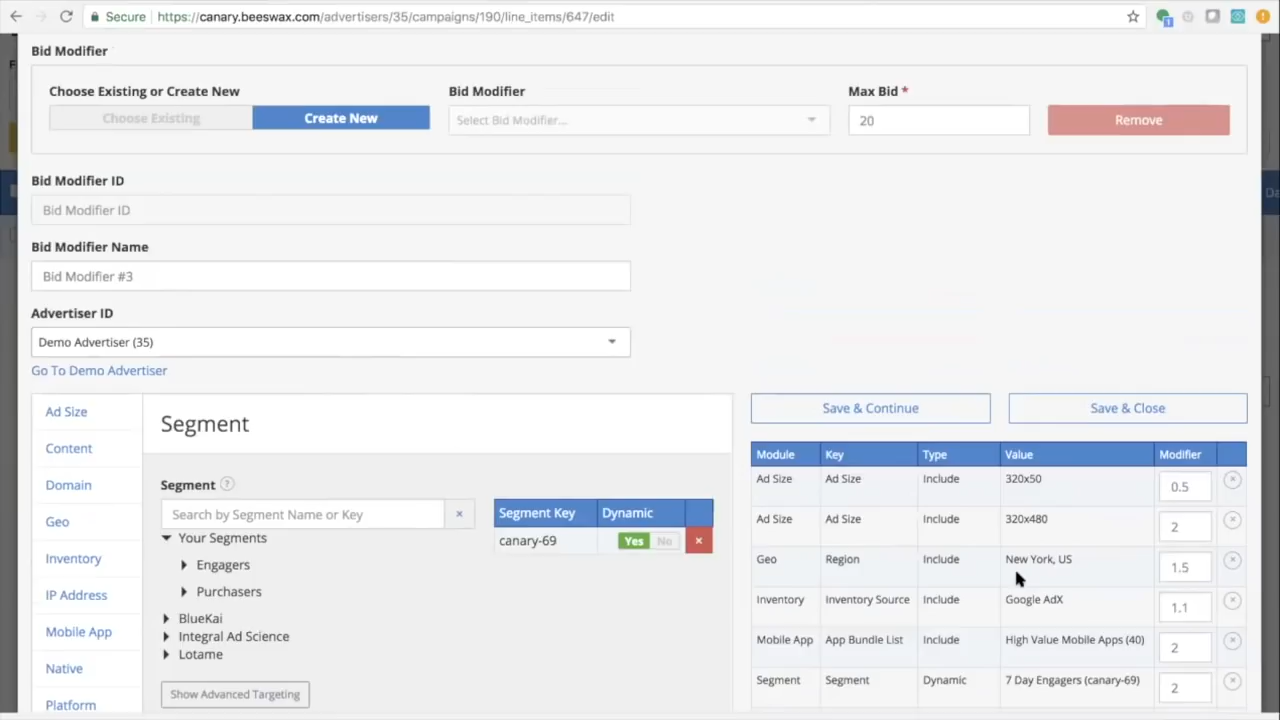 Secure https://canary.beeswax.com/advertisers/35/campaigns/190/line_items/647/edit
Bid Modifier
Choose Existing or Create New Bid Modifier Max Bid *
Choose Existing Create New Select Bid Modifier... 20 Remove
Bid Modifier ID
Bid Modifier ID
Bid Modifier Name
Bid Modifier #3
Advertiser ID
Demo Advertiser (35)
Go To Demo Advertiser
Ad Size
Content
Domain
Geo
Inventory
IP Address
Mobile App
Native
Platform
Segment
Segment ?
Search by Segment Name or Key ×
Your Segments
Engagers
Purchasers
BlueKai
Integral Ad Science
Lotame
Show Advanced Targeting
Segment Key Dynamic
canary-69 Yes No ×
Save & Continue Save & Close
Module Key Type Value Modifier
Ad Size Ad Size Include 320x50 0.5
Ad Size Ad Size Include 320x480 2
Geo Region Include New York, US 1.5
Inventory Inventory Source Include Google AdX 1.1
Mobile App App Bundle List Include High Value Mobile Apps (40) 2
Segment Segment Dynamic 7 Day Engagers (canary-69) 2